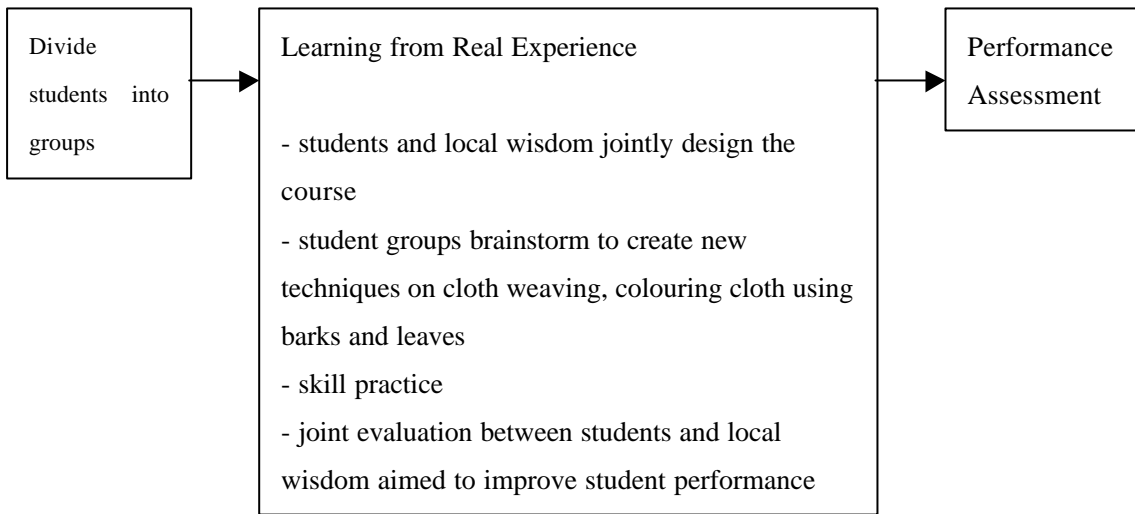 Divide
students into
groups
Learning from Real Experience
- students and local wisdom jointly design the
course
- student groups brainstorm to create new
techniques on cloth weaving, colouring cloth using
barks and leaves
- skill practice
- joint evaluation between students and local
wisdom aimed to improve student performance
Performance
Assessment